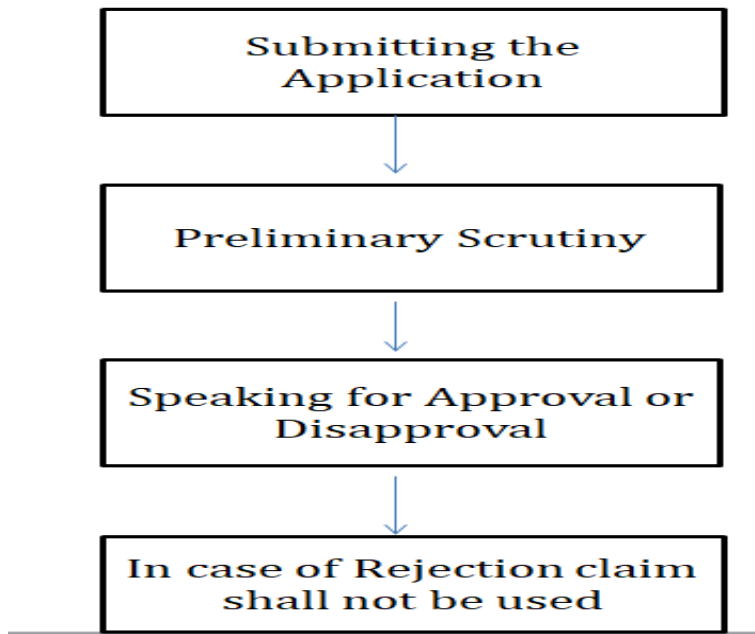 Submitting the
Application
Preliminary Scrutiny
Speaking for Approval or
Disapproval
In case of Rejection claim
shall not be used